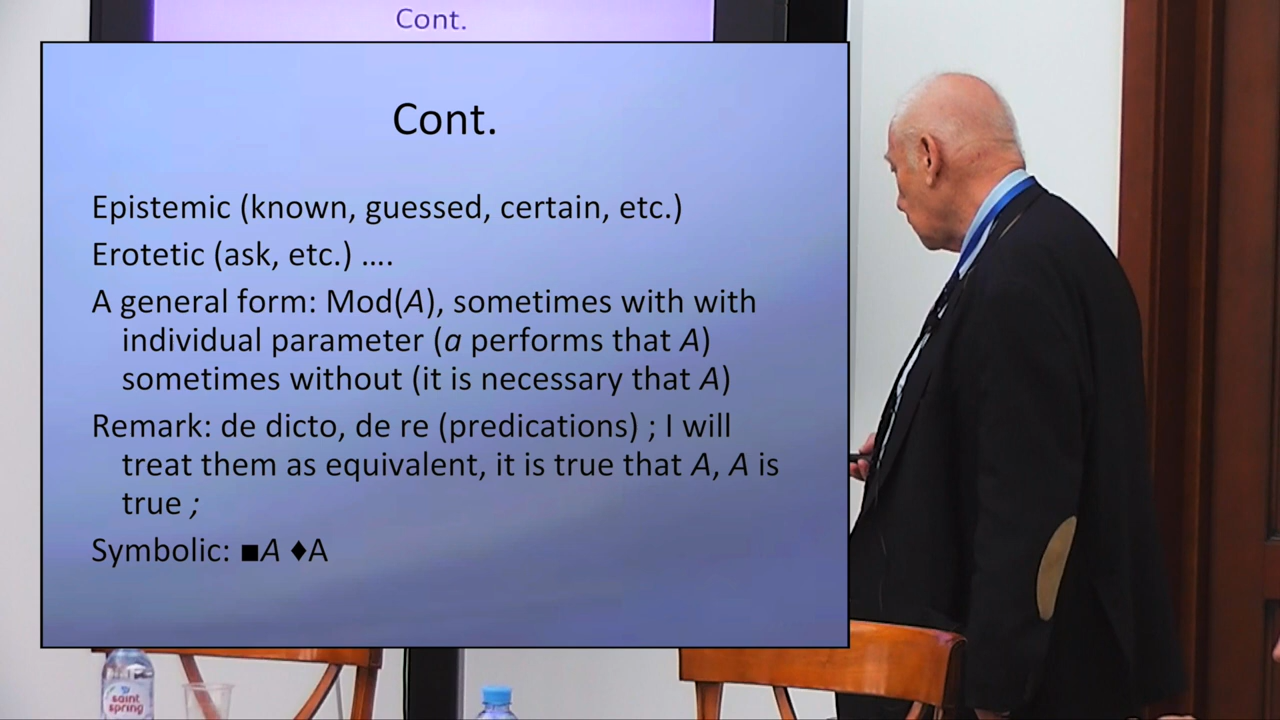 Cont.
Cont.
Epistemic (known, guessed, certain, etc.)
Erotetic (ask, etc.) ….
A general form: Mod(A), sometimes with with
individual parameter (a performs that A)
sometimes without (it is necessary that A)
Remark: de dicto, de re (predications) ; I will
treat them as equivalent, it is true that A, A is
true ;
Symbolic: ■A ♦A
saint
spring